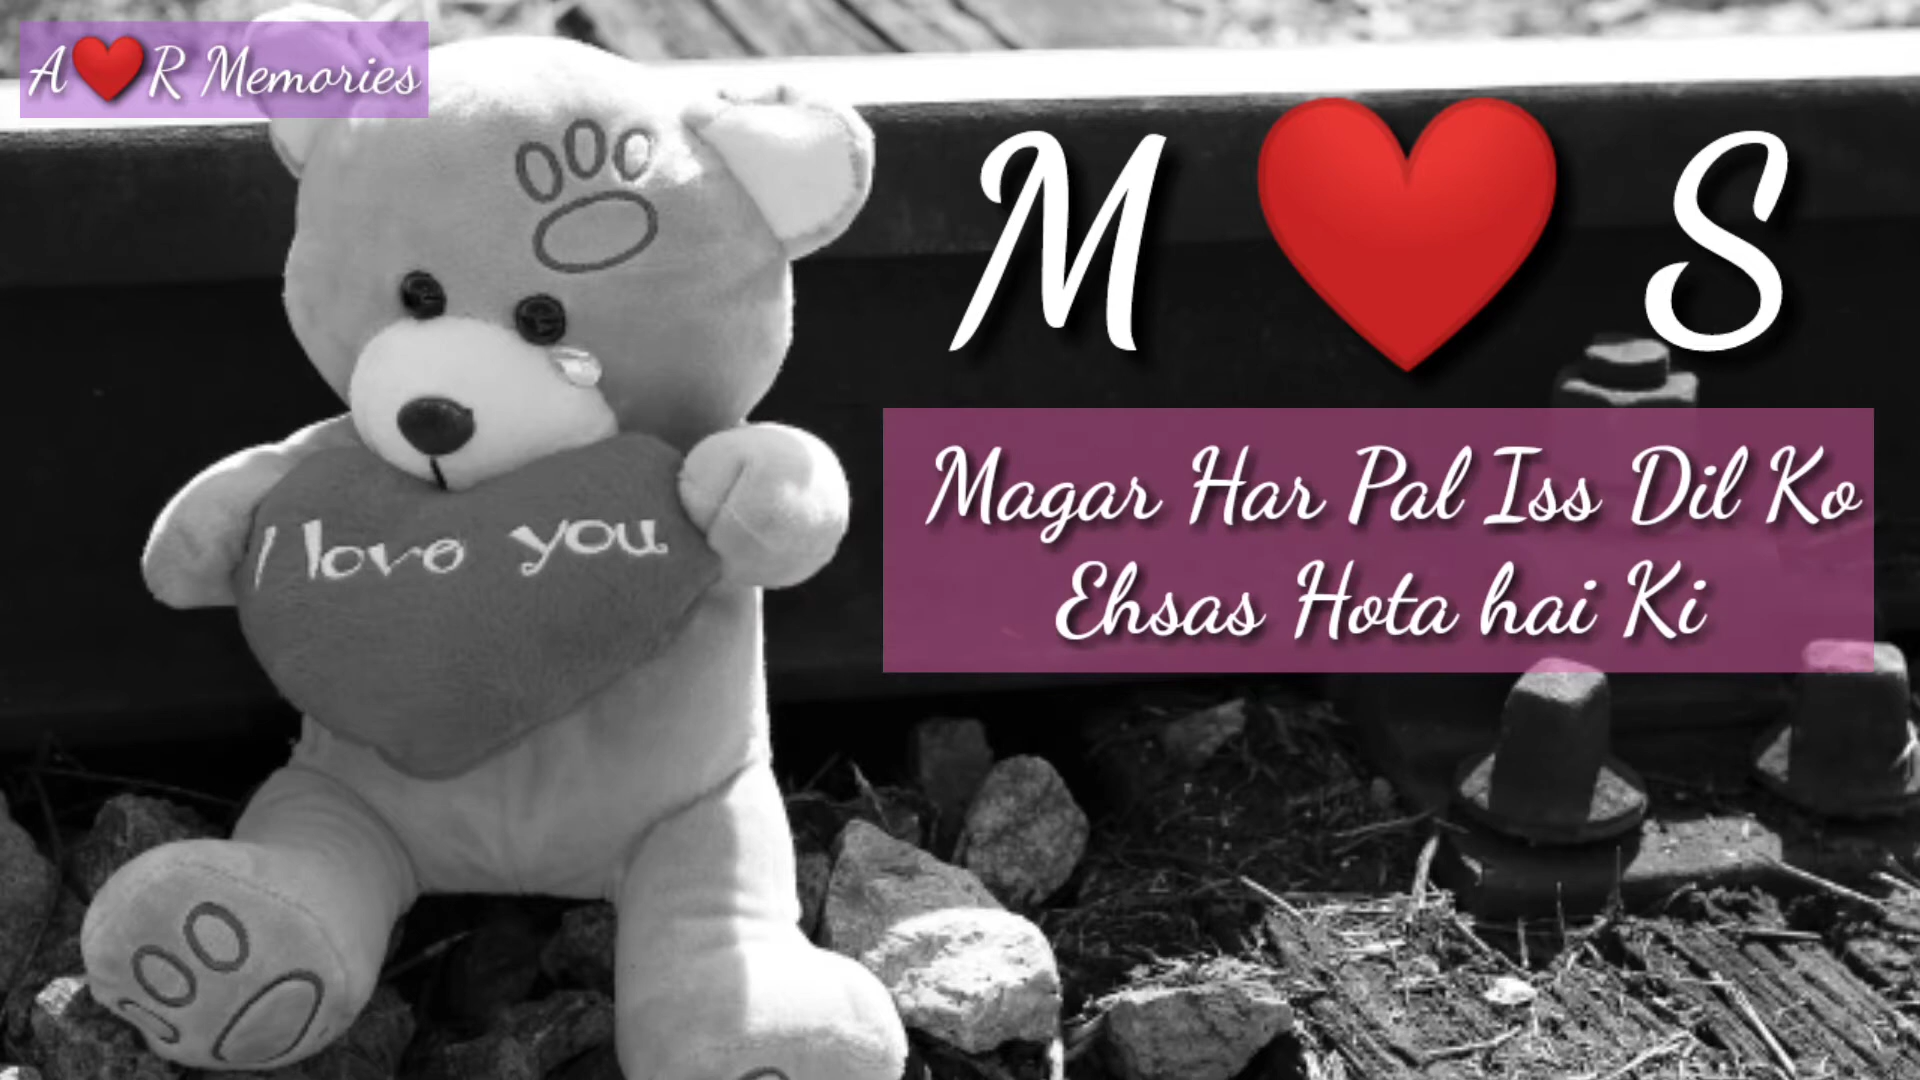 A❤️R Memories
M ❤️ S
Magar Har Pal Iss Dil Ko
Ehsas Hota hai Ki
I love you